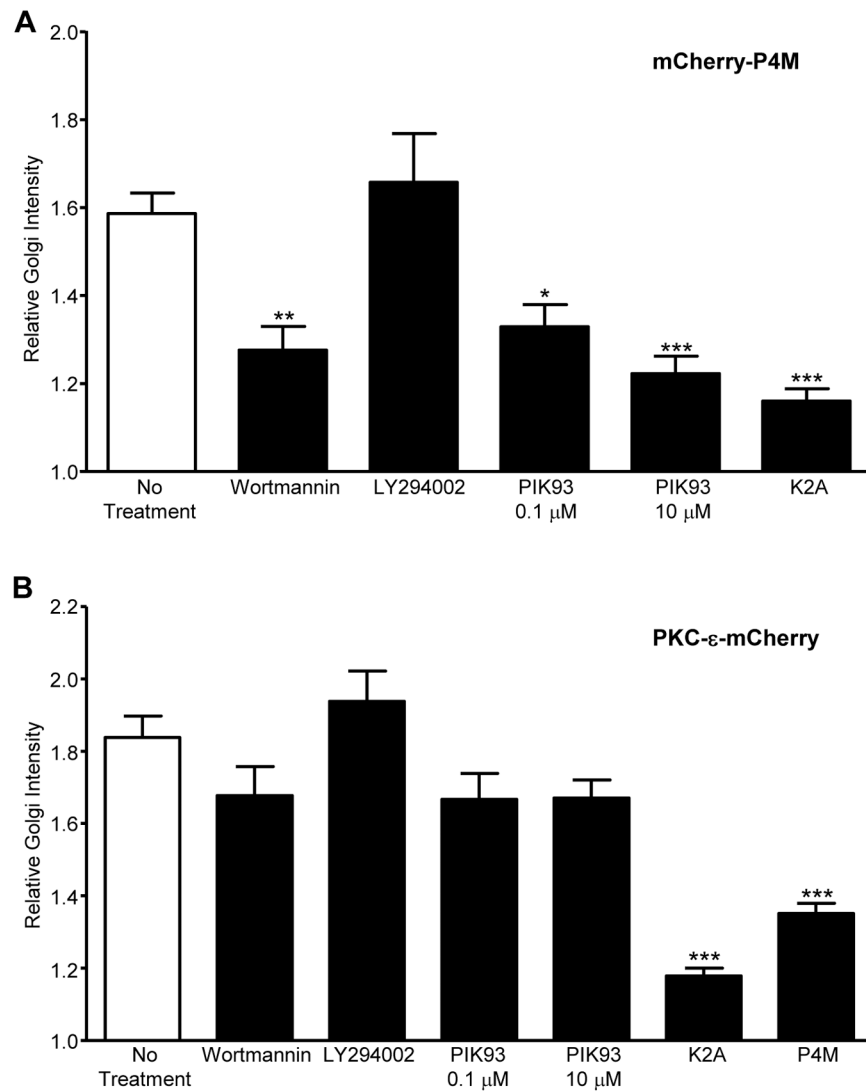 A
mCherry-P4M
Relative Golgi Intensity
2.0
1.8
1.6
1.4
1.2
1.0
**
*
***
***
No Treatment
Wortmannin
LY294002
PIK93 0.1 μM
PIK93 10 μM
K2A
B
PKC-ε-mCherry
Relative Golgi Intensity
2.2
2.0
1.8
1.6
1.4
1.2
1.0
***
***
No Treatment
Wortmannin
LY294002
PIK93 0.1 μM
PIK93 10 μM
K2A
P4M